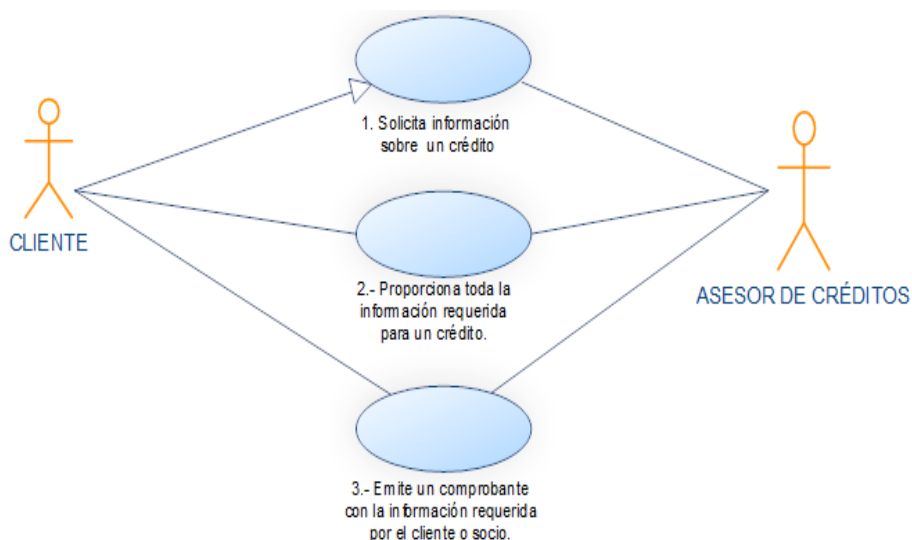 1. Solicita información
sobre un crédito
CLIENTE
2.- Proporciona toda la
información requerida
para un crédito.
ASESOR DE CRÉDITOS
3.- Emite un comprobante
con la información requerida
por el cliente o socio.